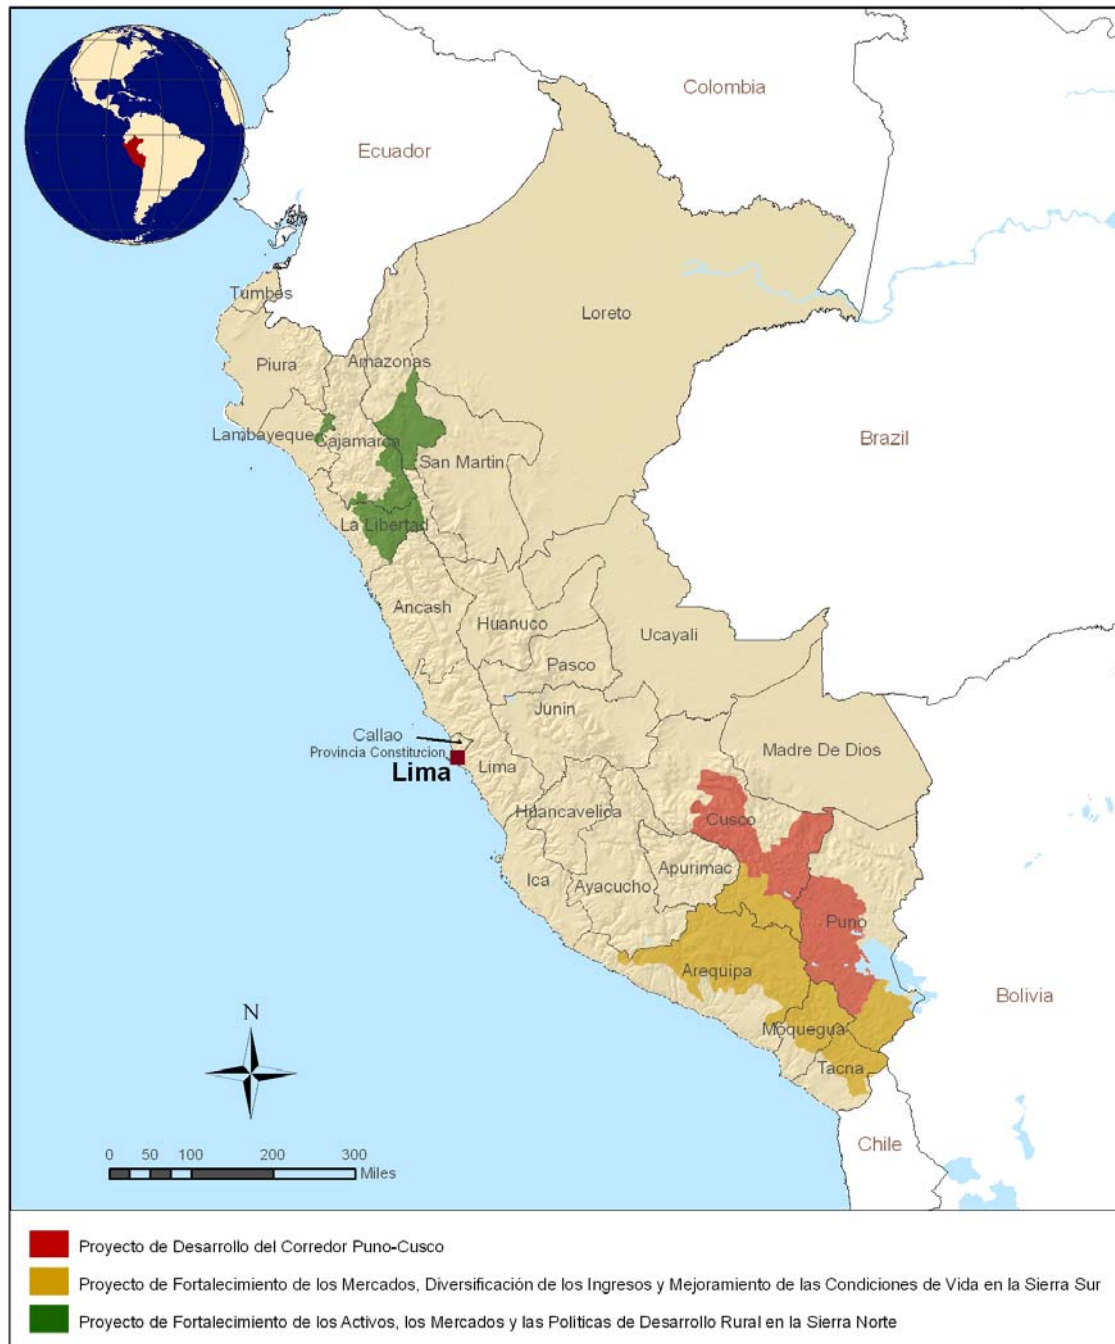 Colombia
Ecuador
Loreto
Tumbes
Piura
Amazonas
Lambayeque
Cajamarca
San Martin
Brazil
La Libertad
Ancash
Huanuco
Ucayali
Pasco
Junin
Callao
Provincia Constitucion
Lima
Lima
Madre De Dios
Huancavelica
Cusco
Ica
Ayacucho
Apurimac
Puno
Arequipa
Bolivia
Moquegua
Tacna
N
Chile
0 50 100 200 300
Miles
Proyecto de Desarrollo del Corredor Puno-Cusco
Proyecto de Fortalecimiento de los Mercados, Diversificación de los Ingresos y Mejoramiento de las Condiciones de Vida en la Sierra Sur
Proyecto de Fortalecimiento de los Activos, los Mercados y las Politicas de Desarrollo Rural en la Sierra Norte